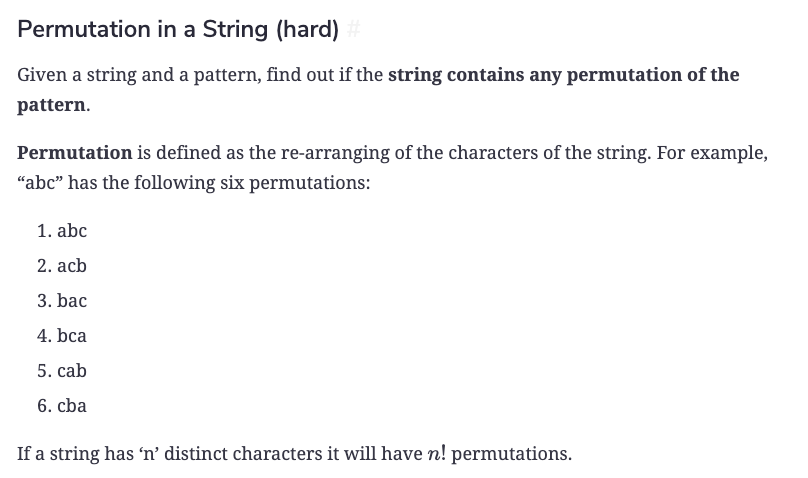 Permutation in a String (hard) #
Given a string and a pattern, find out if the string contains any permutation of the
pattern.
Permutation is defined as the re-arranging of the characters of the string. For example,
“abc” has the following six permutations:
1. abc
2. acb
3. bac
4. bca
5. cab
6. cba
If a string has ‘n’ distinct characters it will have n! permutations.